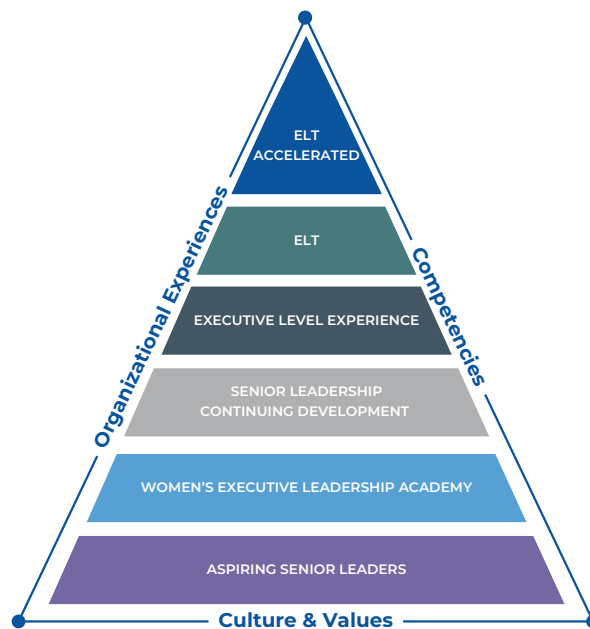 ELT
ACCELERATED
Organizational Experiences
ELT
Competencies
EXECUTIVE LEVEL EXPERIENCE
SENIOR LEADERSHIP
CONTINUING DEVELOPMENT
WOMEN'S EXECUTIVE LEADERSHIP ACADEMY
ASPIRING SENIOR LEADERS
Culture & Values